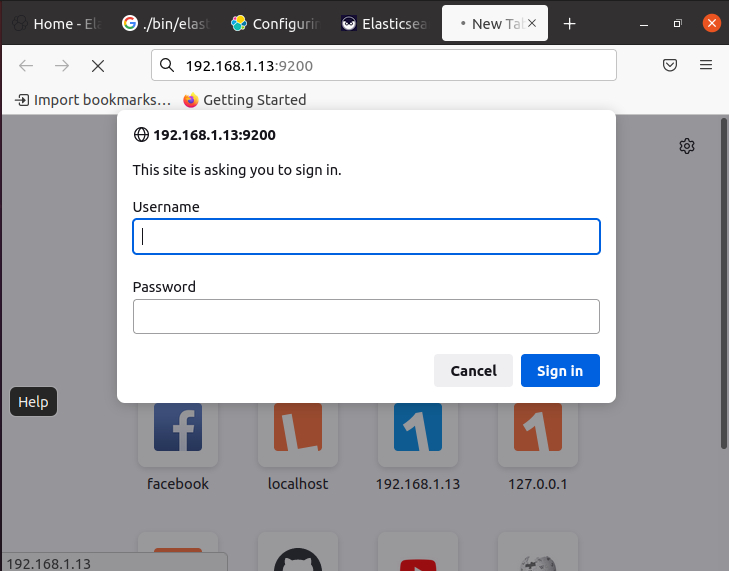 Home - Ela
./bin/elast
Configurin
Elasticsea
New Tab
192.168.1.13:9200
Import bookmarks...
Getting Started
192.168.1.13:9200
This site is asking you to sign in.
Username
Password
Cancel
Sign in
Help
facebook
localhost
192.168.1.13
127.0.0.1
192.168.1.13